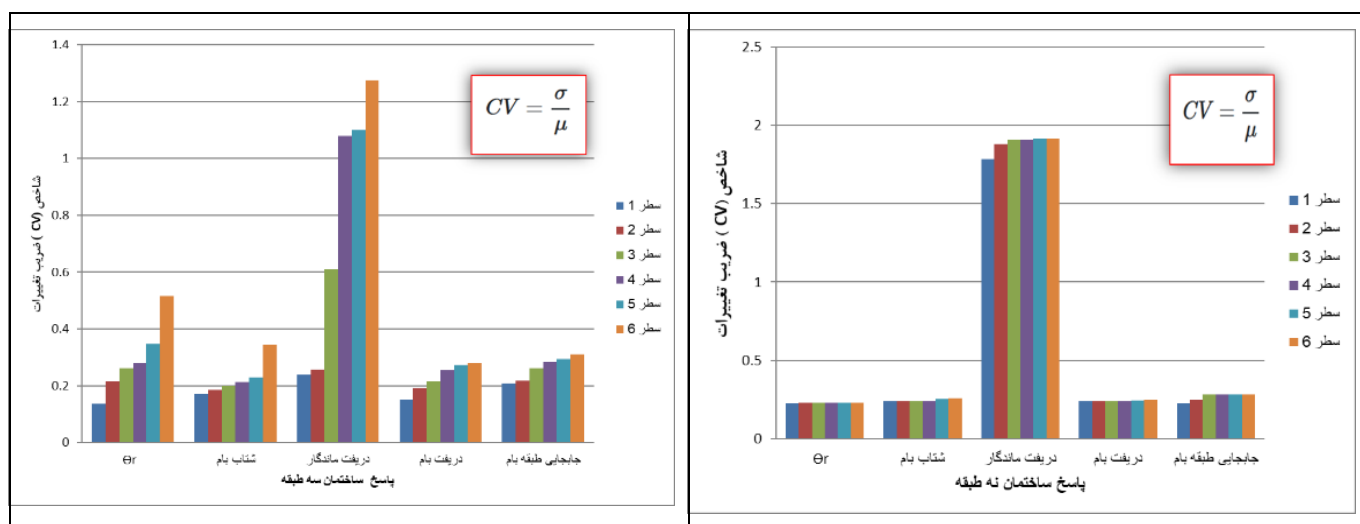 1.4
1.2
1
0.8
0.6
0.4
0.2
0
شاخص (CV) ضریب تغییرات
CV = σ/μ
سطر 1
سطر 2
سطر 3
سطر 4
سطر 5
سطر 6
Ɵr
شتاب بام
دریفت ماندگار
دریفت بام
جابجایی طبقه بام
پاسخ ساختمان سه طبقه
2.5
2
1.5
1
0.5
0
شاخص (CV) ضریب تغییرات
CV = σ/μ
سطر 1
سطر 2
سطر 3
سطر 4
سطر 5
سطر 6
Ɵr
شتاب بام
دریفت ماندگار
دریفت بام
جابجایی طبقه بام
پاسخ ساختمان نه طبقه